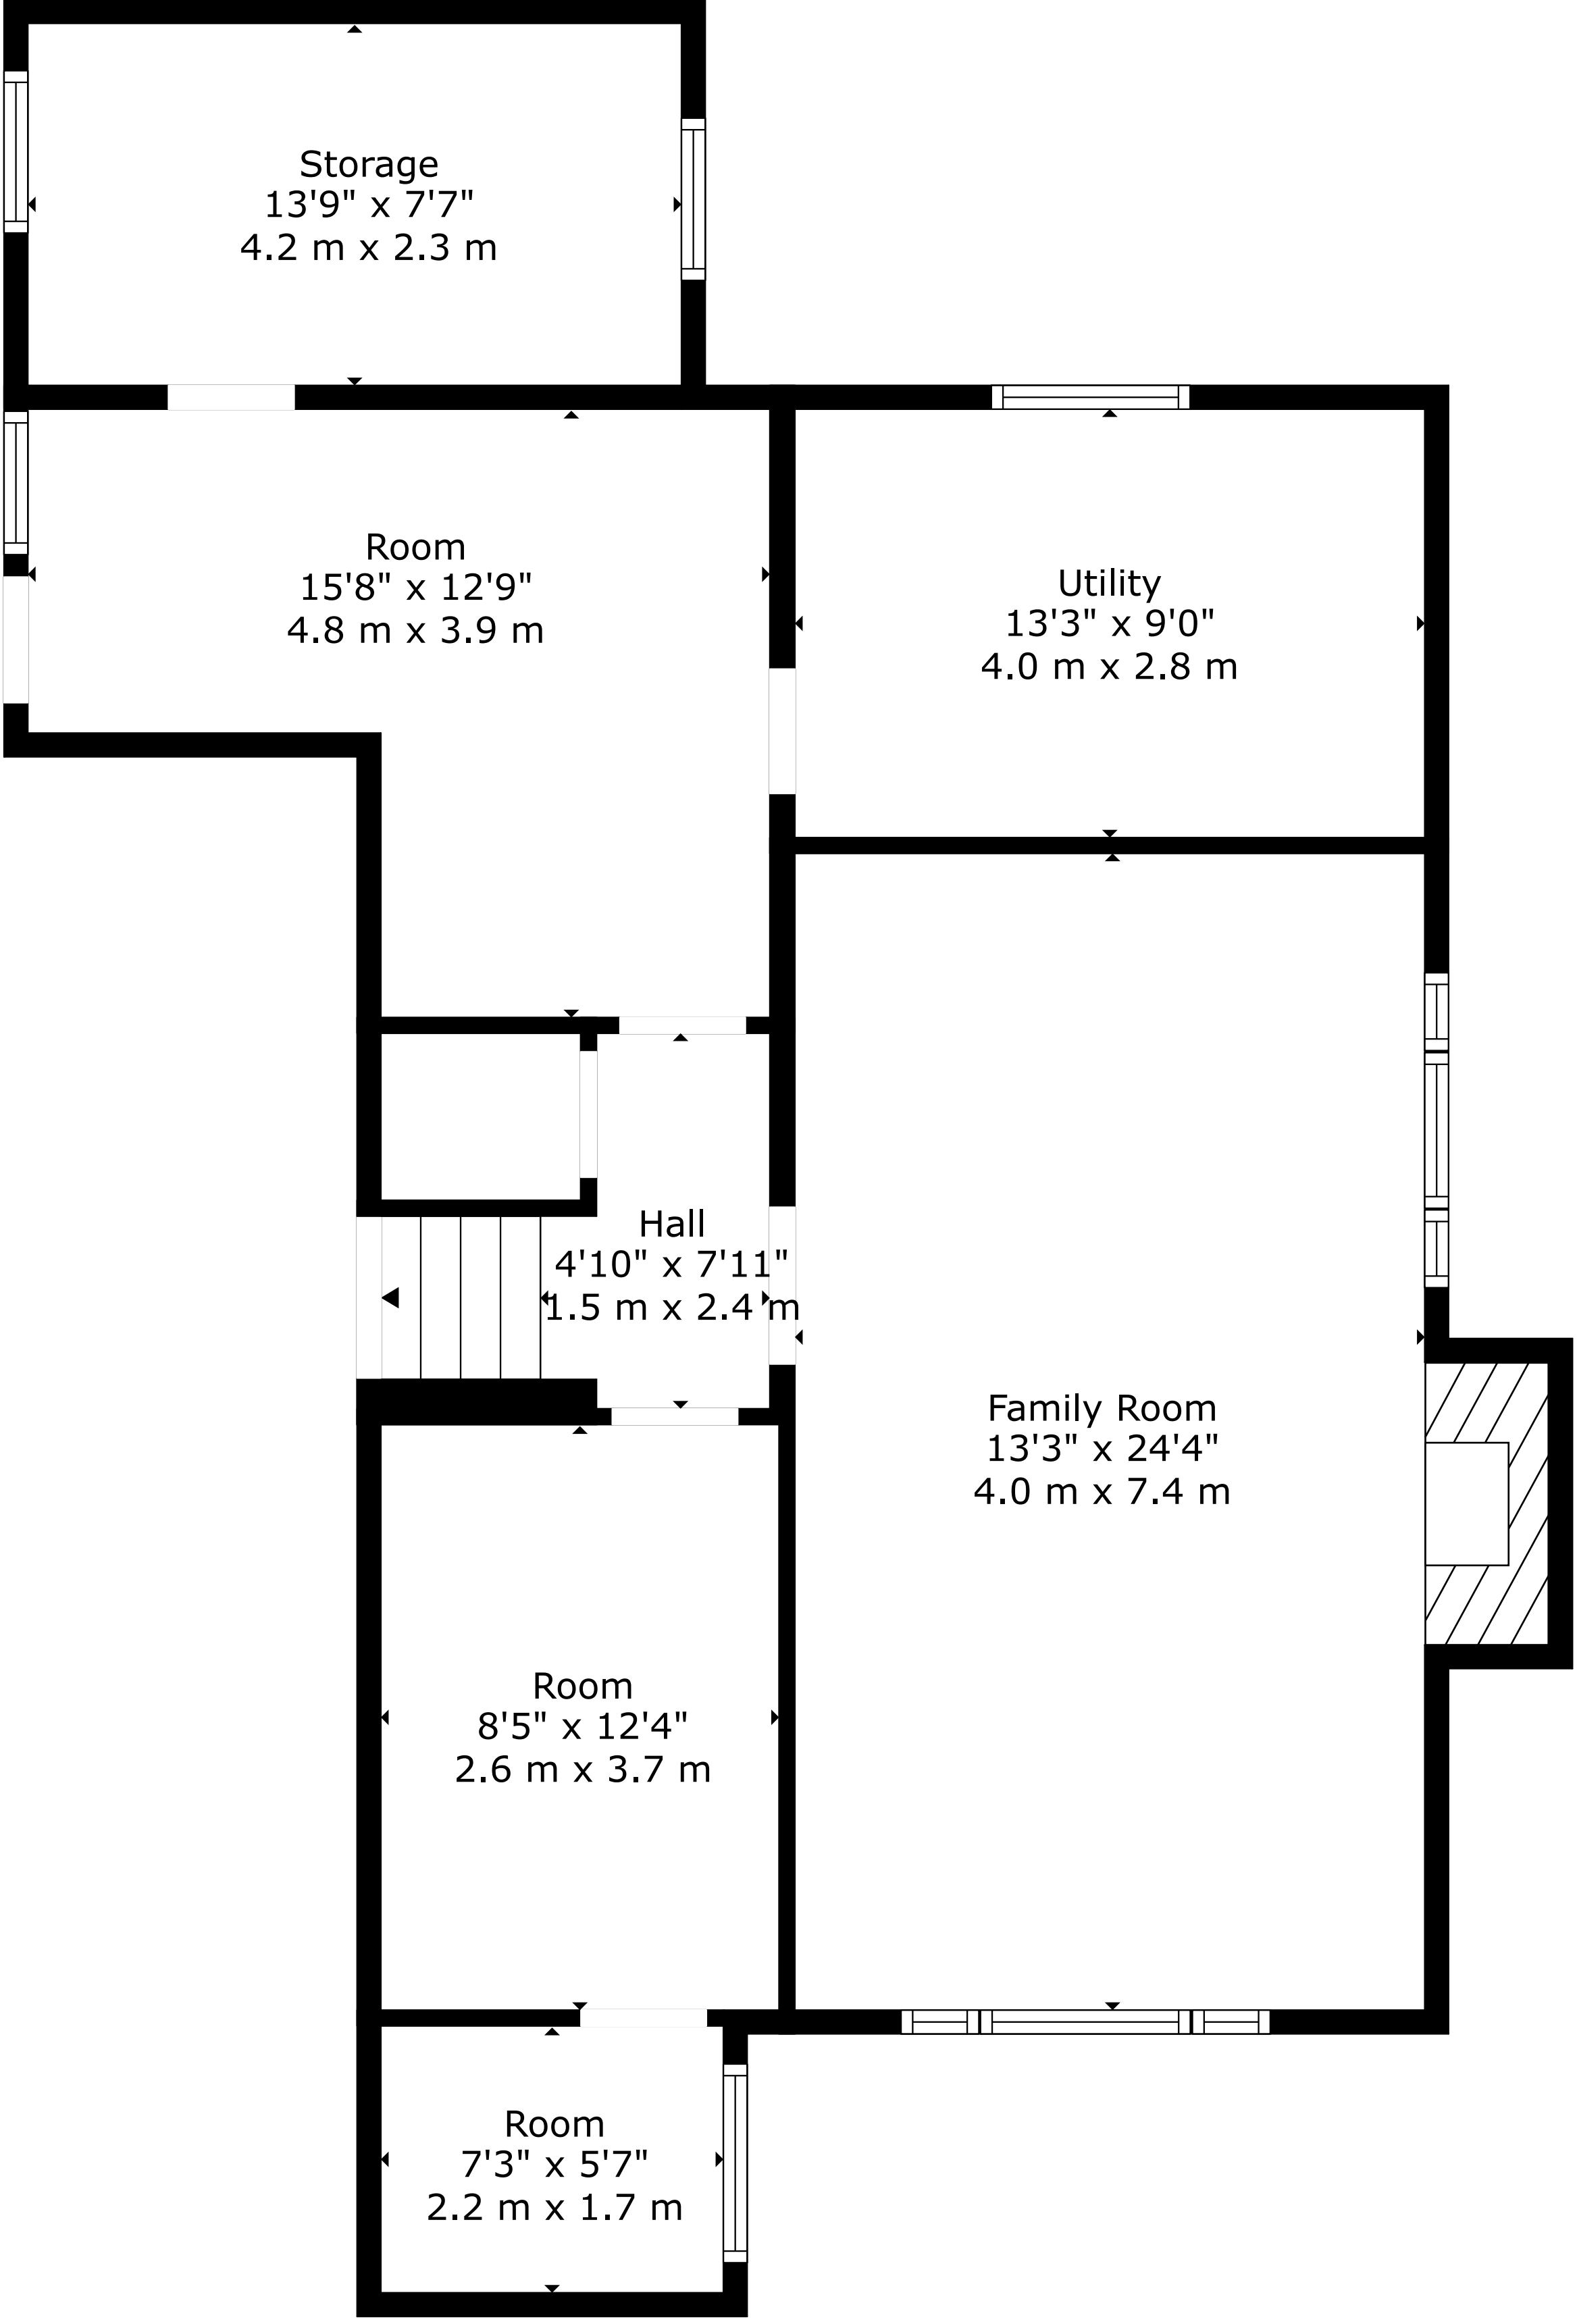 Storage
13'9" x 7'7"
4.2 m x 2.3 m
Room
15'8" x 12'9"
4.8 m x 3.9 m
Utility
13'3" x 9'0"
4.0 m x 2.8 m
Hall
4'10" x 7'11"
1.5 m x 2.4 m
Family Room
13'3" x 24'4"
4.0 m x 7.4 m
Room
8'5" x 12'4"
2.6 m x 3.7 m
Room
7'3" x 5'7"
2.2 m x 1.7 m